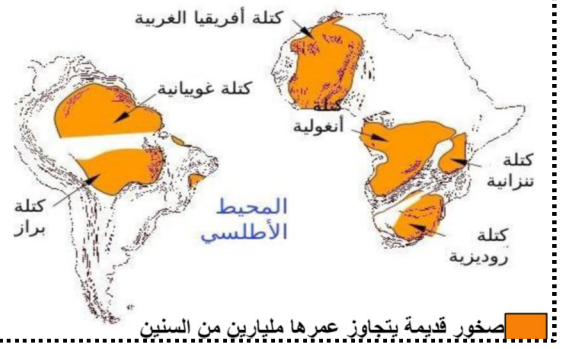 كتلة أفريقيا الغربية
كتلة غويبانية
كتلة
أنغولية
كتلة
تنزانية
المحيط
الأطلسي
كتلة
براز
كتلة
روديزية
صخور قديمة يتجاوز عمرها مليارين من السنين